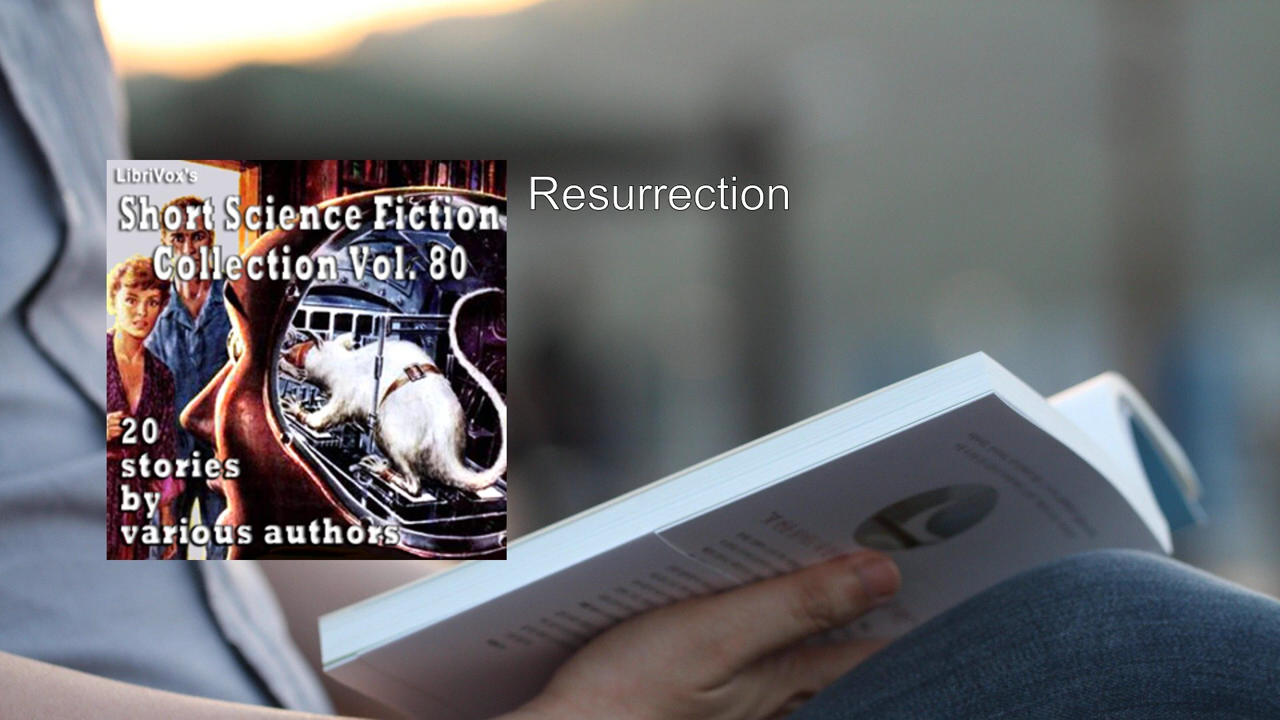 LibriVox's
Short Science Fiction
Collection Vol. 80
20
stories
by
various authors
Resurrection